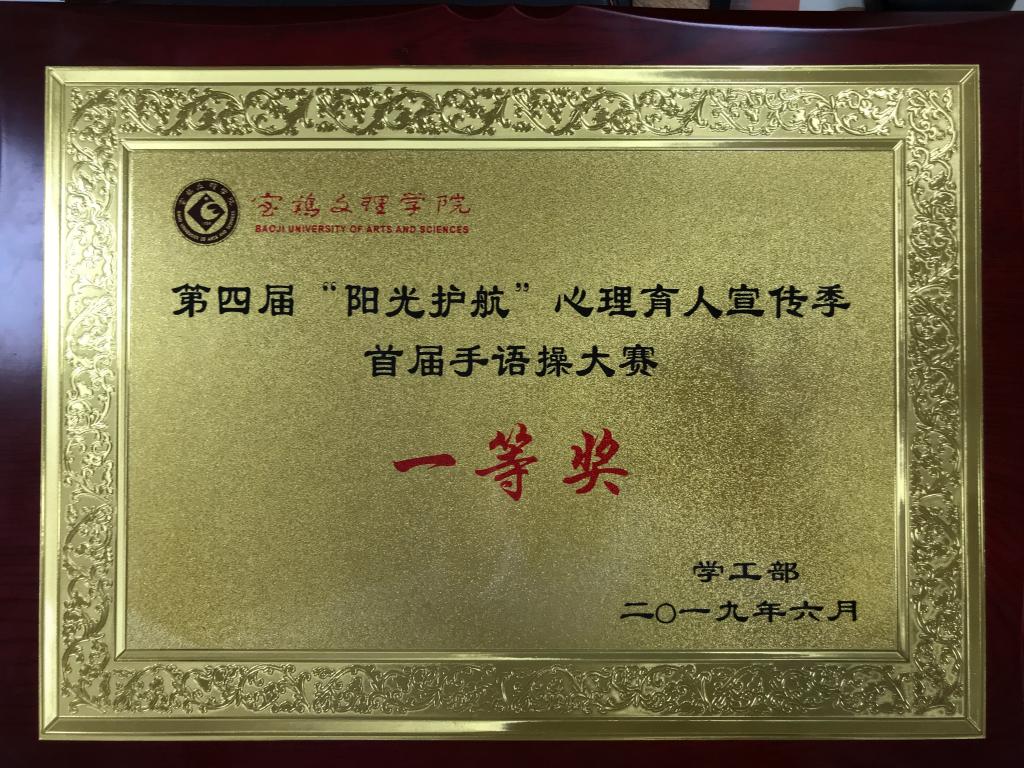 宝鸡文理学院
BAOJI UNIVERSITY OF ARTS AND SCIENCES
第四届“阳光护航”心理育人宣传季
首届手语操大赛
一等奖
学工部
二〇一九年六月